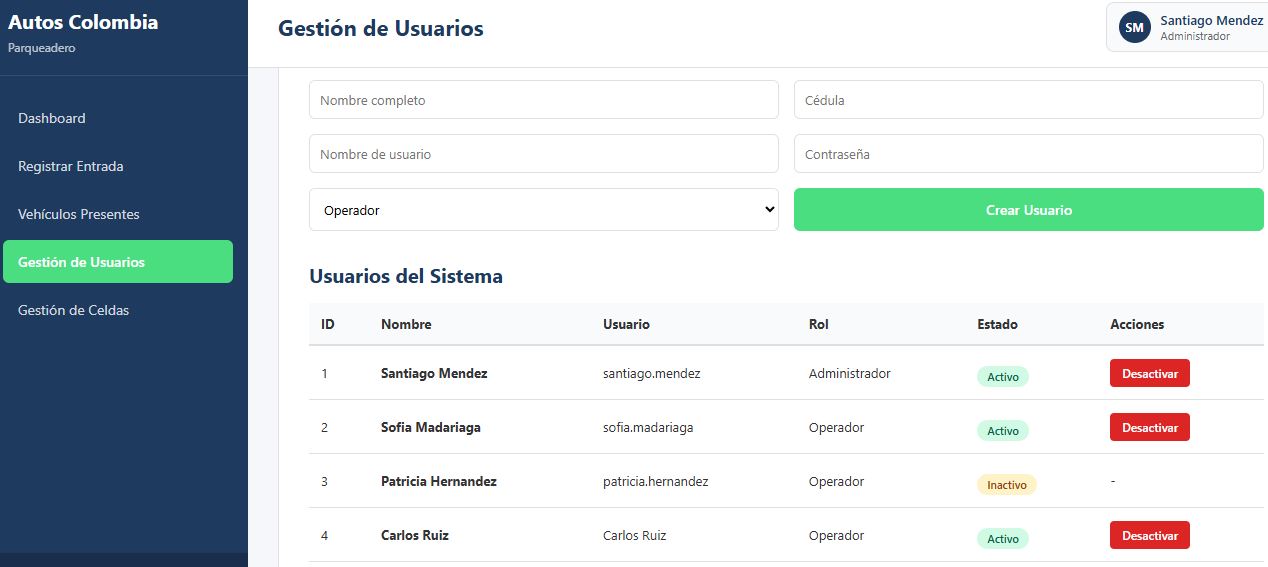 Autos Colombia
Parqueadero
Dashboard
Registrar Entrada
Vehículos Presentes
Gestión de Usuarios
Gestión de Celdas
Gestión de Usuarios
SM
Santiago Mendez
Administrador
Nombre completo
Cédula
Nombre de usuario
Contraseña
Operador
Crear Usuario
Usuarios del Sistema
ID Nombre Usuario Rol Estado Acciones
1 Santiago Mendez santiago.mendez Administrador Activo Desactivar
2 Sofia Madariaga sofia.madariaga Operador Activo Desactivar
3 Patricia Hernandez patricia.hernandez Operador Inactivo -
4 Carlos Ruiz Carlos Ruiz Operador Activo Desactivar